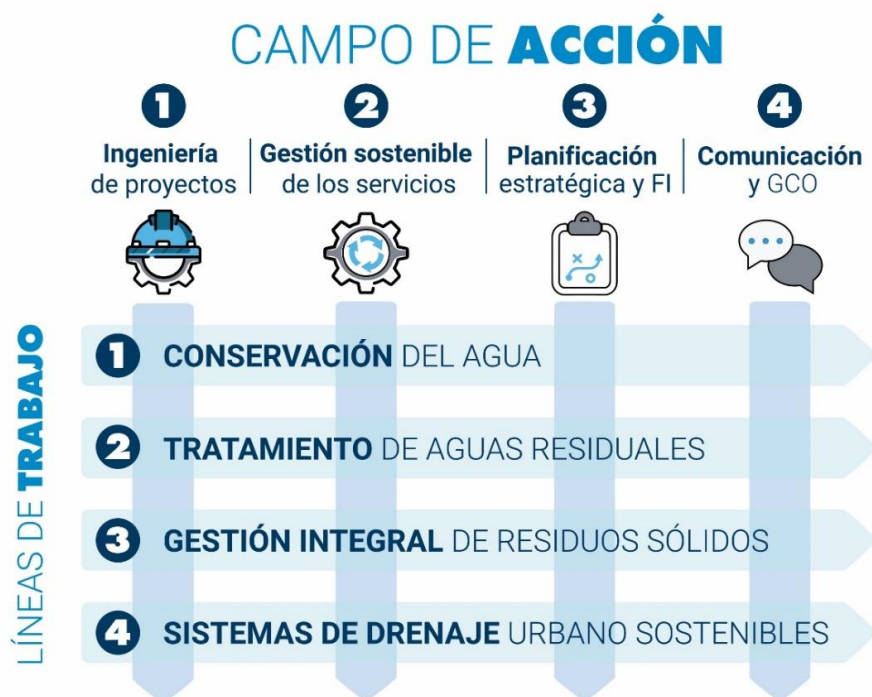 CAMPO DE ACCIÓN
1
Ingeniería
de proyectos
2
Gestión sostenible
de los servicios
3
Planificación
estratégica y FI
4
Comunicación
y GCO
LÍNEAS DE TRABAJO
1 CONSERVACIÓN DEL AGUA
2 TRATAMIENTO DE AGUAS RESIDUALES
3 GESTIÓN INTEGRAL DE RESIDUOS SÓLIDOS
4 SISTEMAS DE DRENAJE URBANO SOSTENIBLES